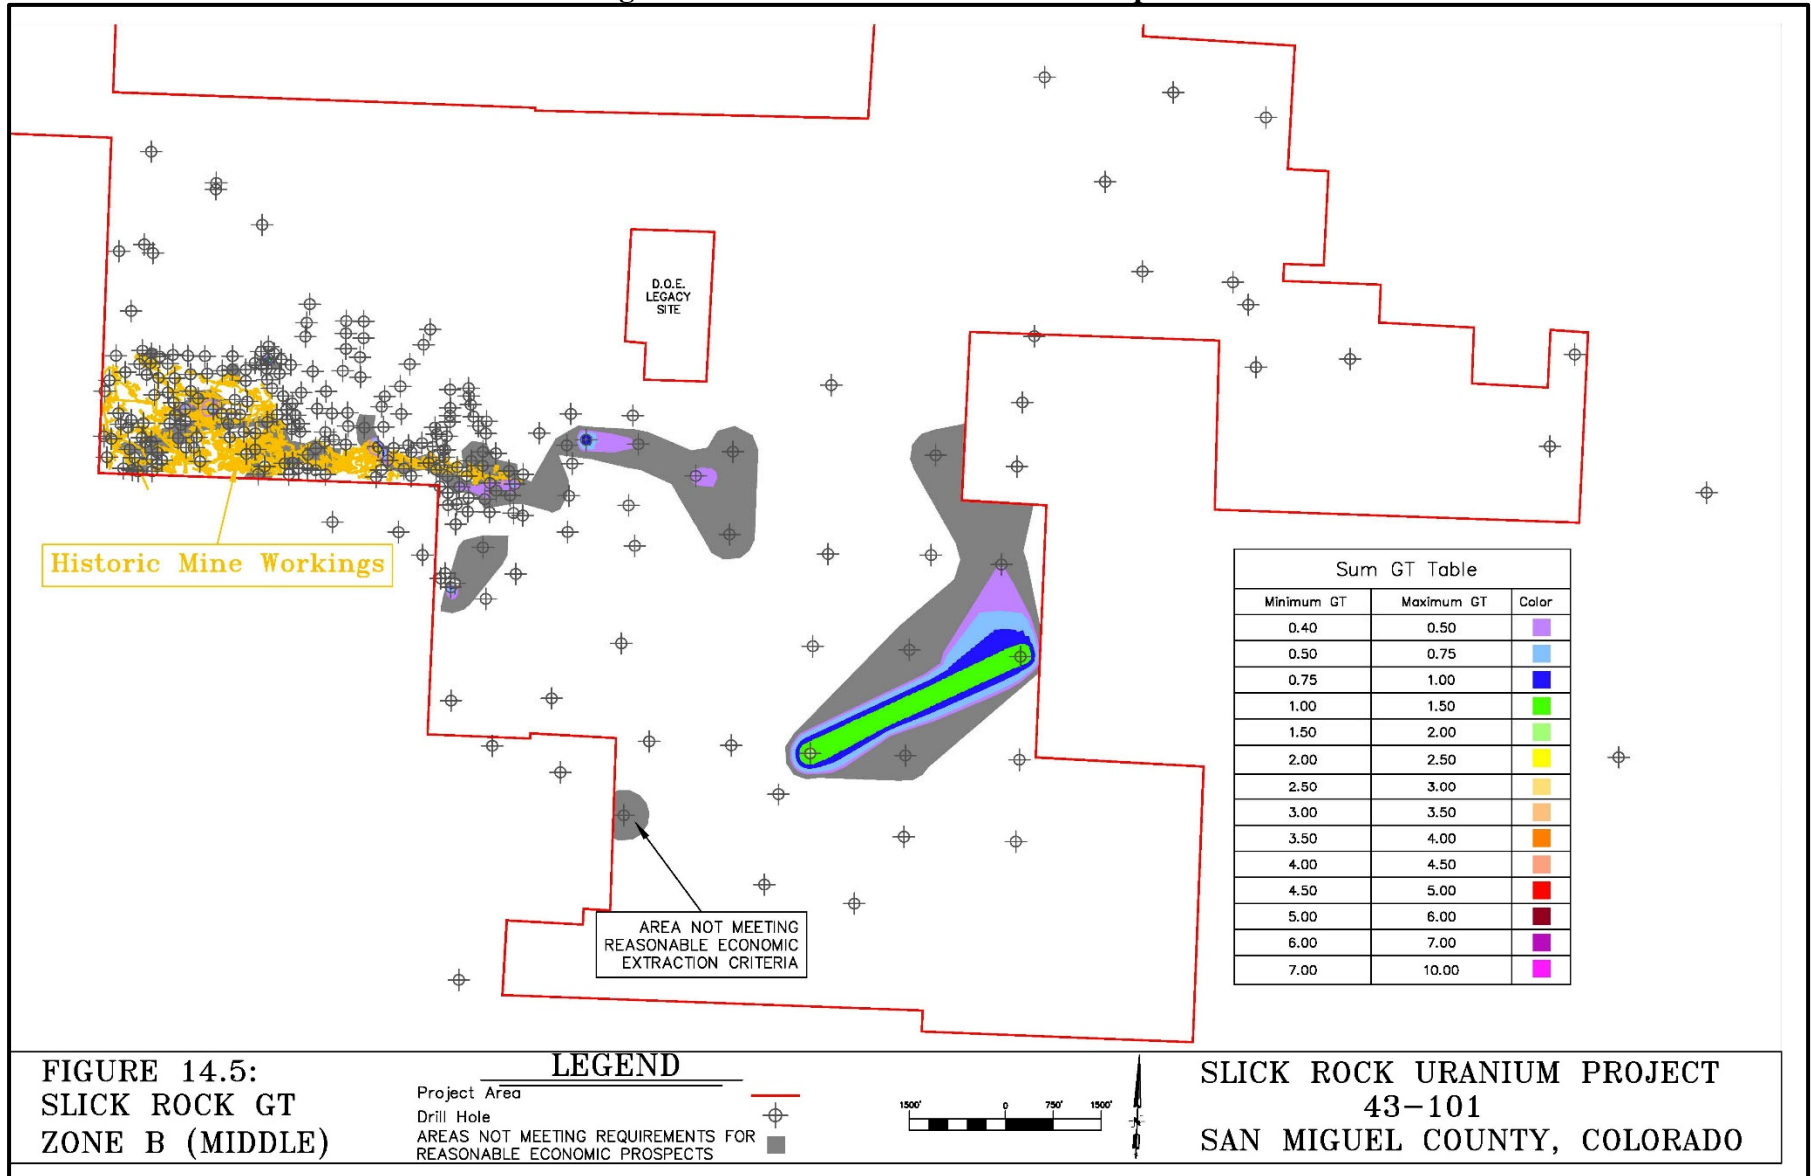 D.O.E.
LEGACY
SITE
Historic Mine Workings
Sum GT Table
Minimum GT Maximum GT Color
0.40 0.50
0.50 0.75
0.75 1.00
1.00 1.50
1.50 2.00
2.00 2.50
2.50 3.00
3.00 3.50
3.50 4.00
4.00 4.50
4.50 5.00
5.00 6.00
6.00 7.00
7.00 10.00
AREA NOT MEETING
REASONABLE ECONOMIC
EXTRACTION CRITERIA
FIGURE 14.5:
SLICK ROCK GT
ZONE B (MIDDLE)
LEGEND
Project Area
Drill Hole
AREAS NOT MEETING REQUIREMENTS FOR
REASONABLE ECONOMIC PROSPECTS
1500' 0 750' 1500'
SLICK ROCK URANIUM PROJECT
43-101
SAN MIGUEL COUNTY, COLORADO